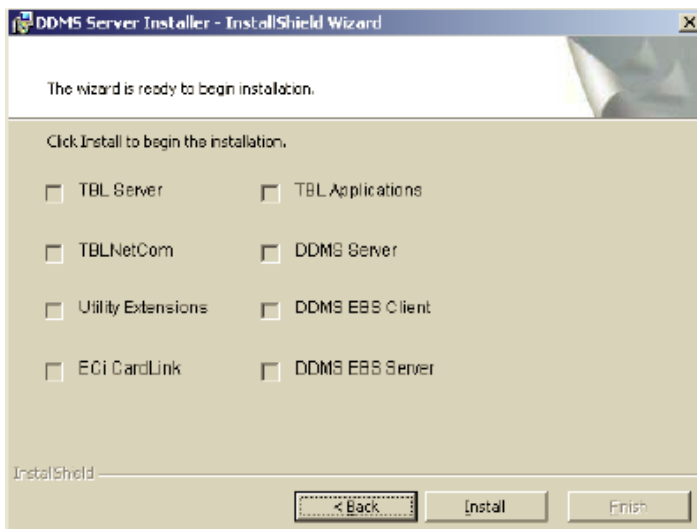 DDMS Server Installer - InstallShield Wizard
The wizard is ready to begin installation.
Click Install to begin the installation.
TBL Server
TBL Applications
TBLNetCom
DDMS Server
Utility Extensions
DDMS EBS Client
ECi CardLink
DDMS EBS Server
InstallShield
< Back
Install
Finish